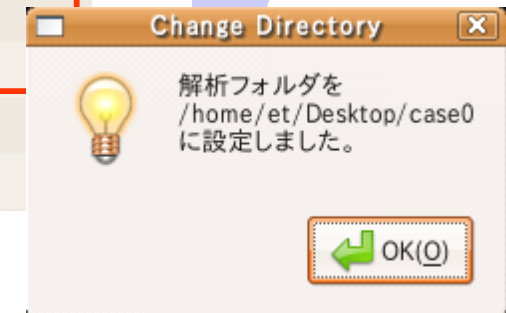 Change Directory
解析フォルダを
/home/et/Desktop/case0
に設定しました。
OK(O)